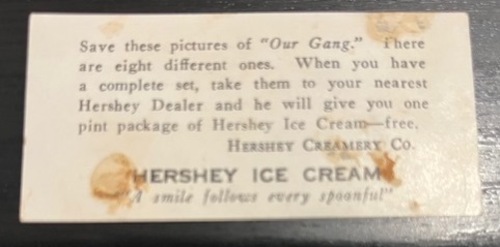 Save these pictures of "Our Gang." There
are eight different ones. When you have
a complete set, take them to your nearest
Hershey Dealer and he will give you one
pint package of Hershey Ice Cream—free.
HERSHEY CREAMERY CO.
"HERSHEY ICE CREAM"
"A smile follows every spoonful"